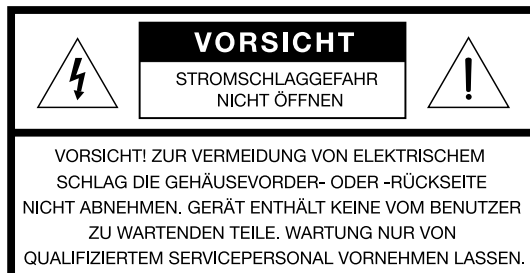 VORSICHT
STROMSCHLAGGEFAHR
NICHT ÖFFNEN
VORSICHT! ZUR VERMEIDUNG VON ELEKTRISCHEM
SCHLAG DIE GEHÄUSEVORDER- ODER -RÜCKSEITE
NICHT ABNEHMEN. GERÄT ENTHÄLT KEINE VOM BENUTZER
ZU WARTENDEN TEILE. WARTUNG NUR VON
QUALIFIZIERTEM SERVICEPERSONAL VORNEHMEN LASSEN.